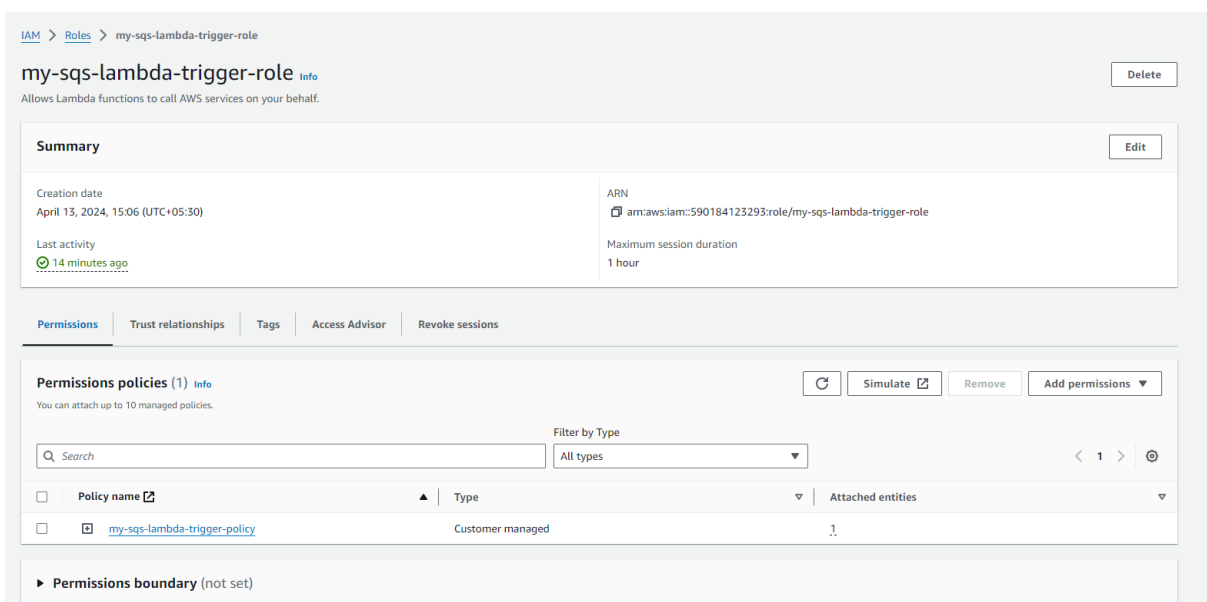 IAM > Roles > my-sqs-lambda-trigger-role
my-sqs-lambda-trigger-role Info
Delete
Allows Lambda functions to call AWS services on your behalf.
Summary
Edit
Creation date
April 13, 2024, 15:06 (UTC+05:30)
ARN
arn:aws:iam::590184123293:role/my-sqs-lambda-trigger-role
Last activity
14 minutes ago
Maximum session duration
1 hour
Permissions Trust relationships Tags Access Advisor Revoke sessions
Permissions policies (1) Info
Simulate Remove Add permissions
You can attach up to 10 managed policies.
Filter by Type
Search
All types
1
Policy name Type Attached entities
my-sqs-lambda-trigger-policy Customer managed 1
Permissions boundary (not set)